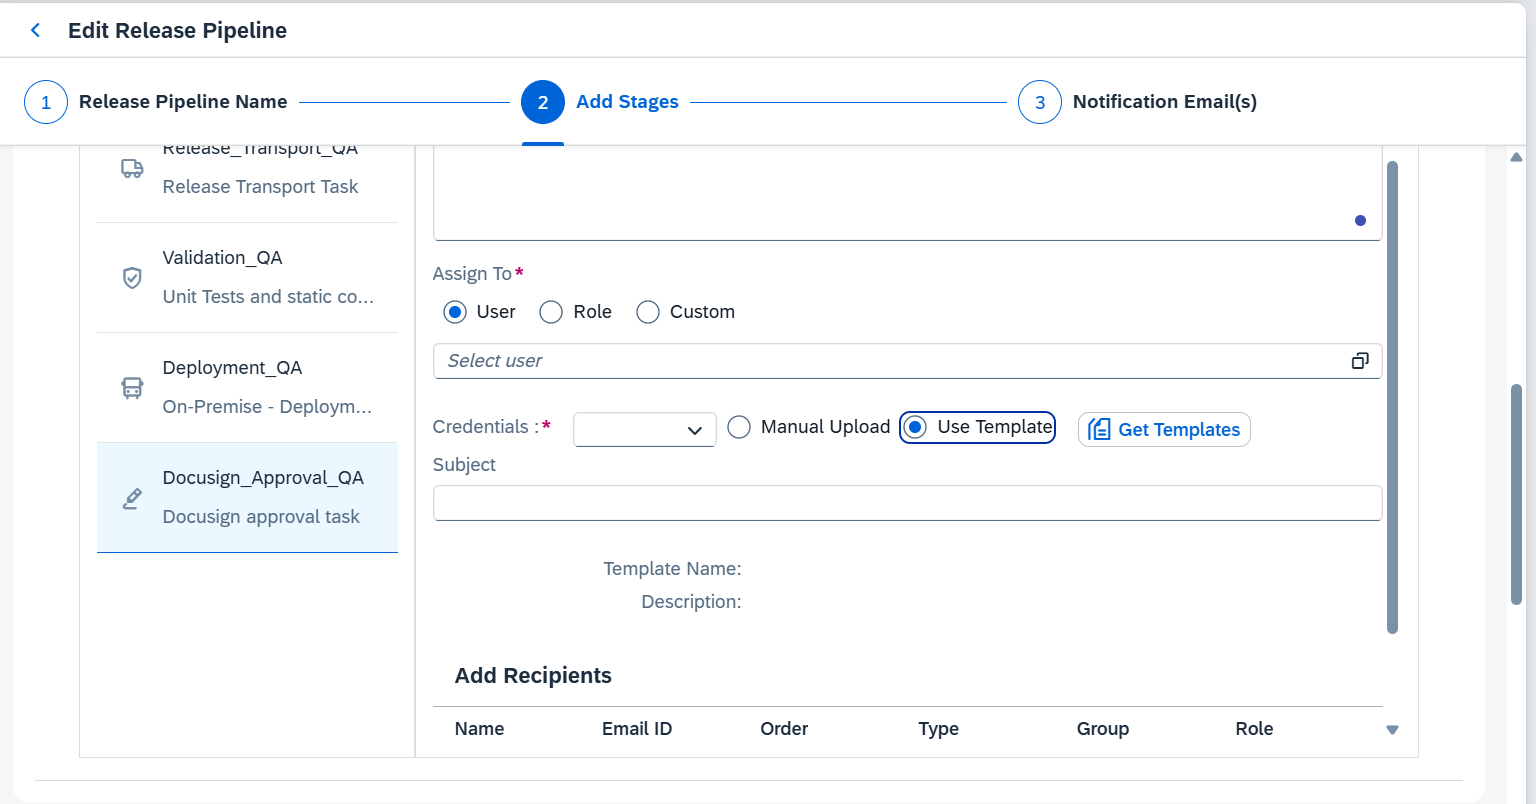 Edit Release Pipeline
1 Release Pipeline Name 2 Add Stages 3 Notification Email(s)
Release_Transport_QA
Release Transport Task
Validation_QA
Unit Tests and static co...
Deployment_QA
On-Premise - Deploym...
Docusign_Approval_QA
Docusign approval task
Assign To*
User Role Custom
Select user
Credentials :* Manual Upload Use Template Get Templates
Subject
Template Name:
Description:
Add Recipients
Name Email ID Order Type Group Role